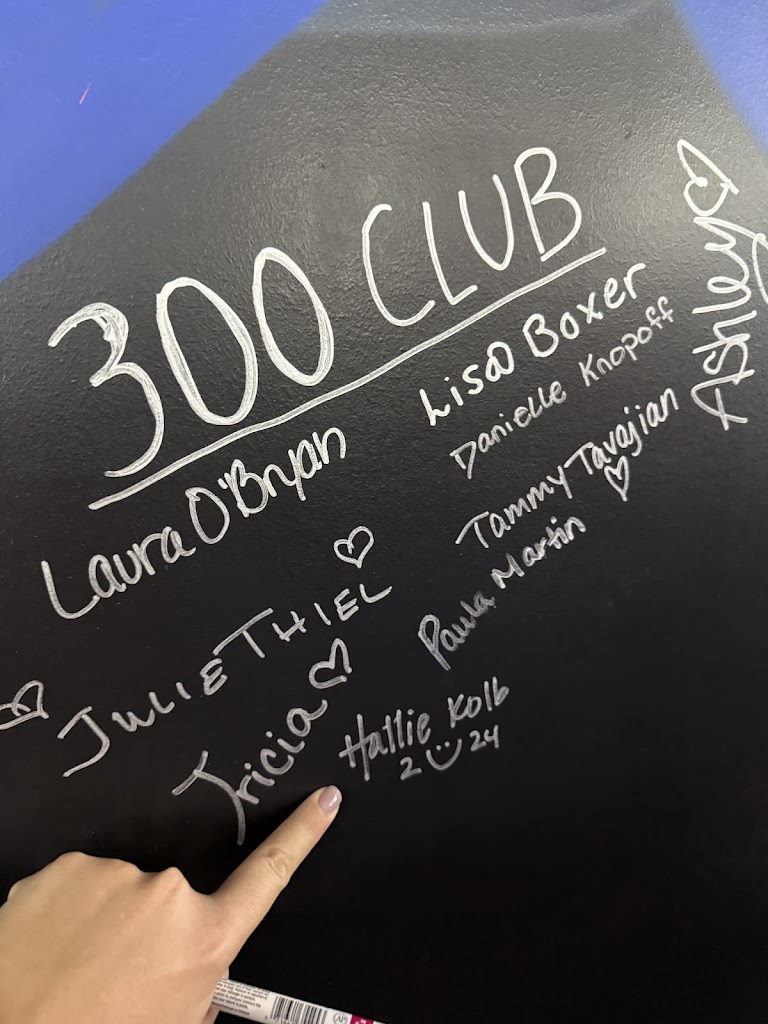 300 CLUB
Laura O'Bryan
Lisa Boxer
Danielle Knopoff
Ashley
Tammy Tavajian
Paula Martin
JULIE THIEL
Tricia
Hallie Kolb
2 24